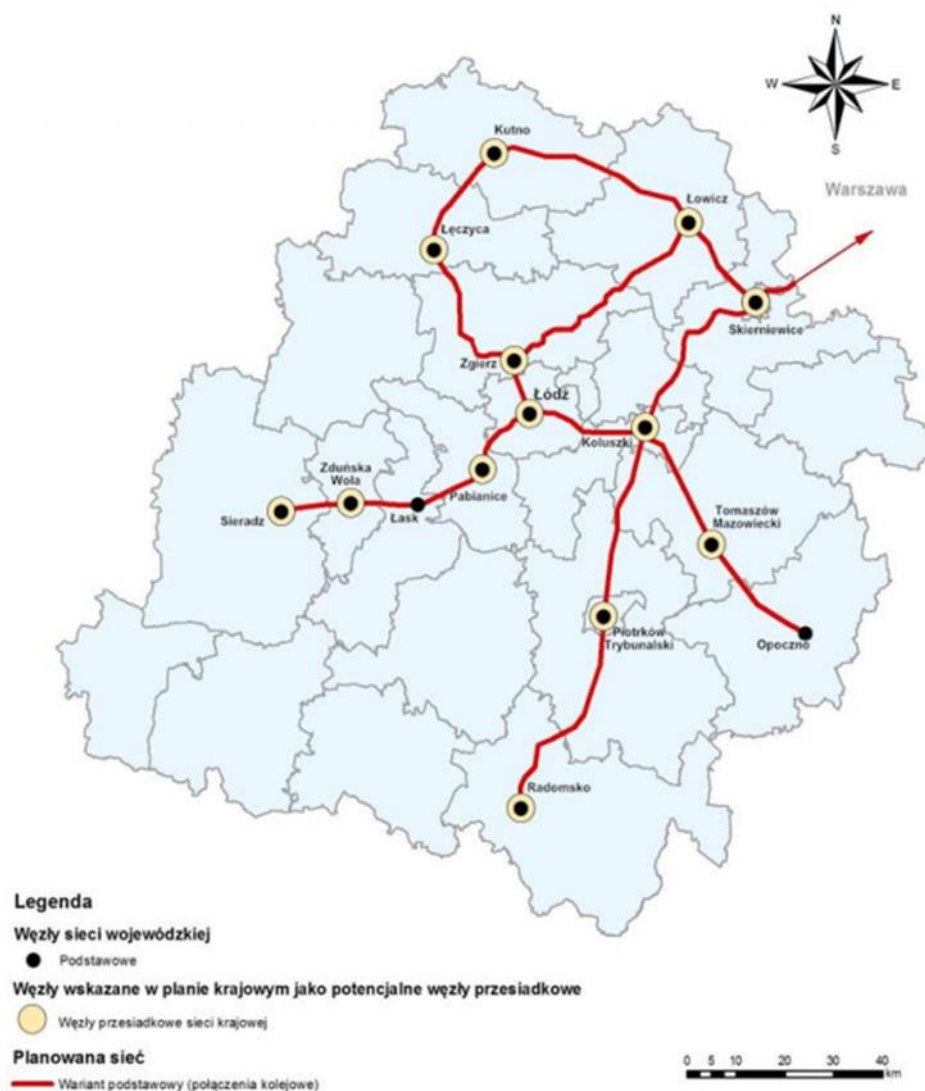 N
W
E
S
Warszawa
Kutno
Łowicz
Łęczyca
Skierniewice
Zgierz
Łódź
Koluszki
Zduńska
Wola
Pabianice
Sieradz
Łask
Tomaszów
Mazowiecki
Piotrków
Trybunalski
Opoczno
Radomsko
Legenda
Węzły sieci wojewódzkiej
Podstawowe
Węzły wskazane w planie krajowym jako potencjalne węzły przesiadkowe
Węzły przesiadkowe sieci krajowej
Planowana sieć
Wariant podstawowy (połączenia kolejowe)
0 5 10 20 30 40
km